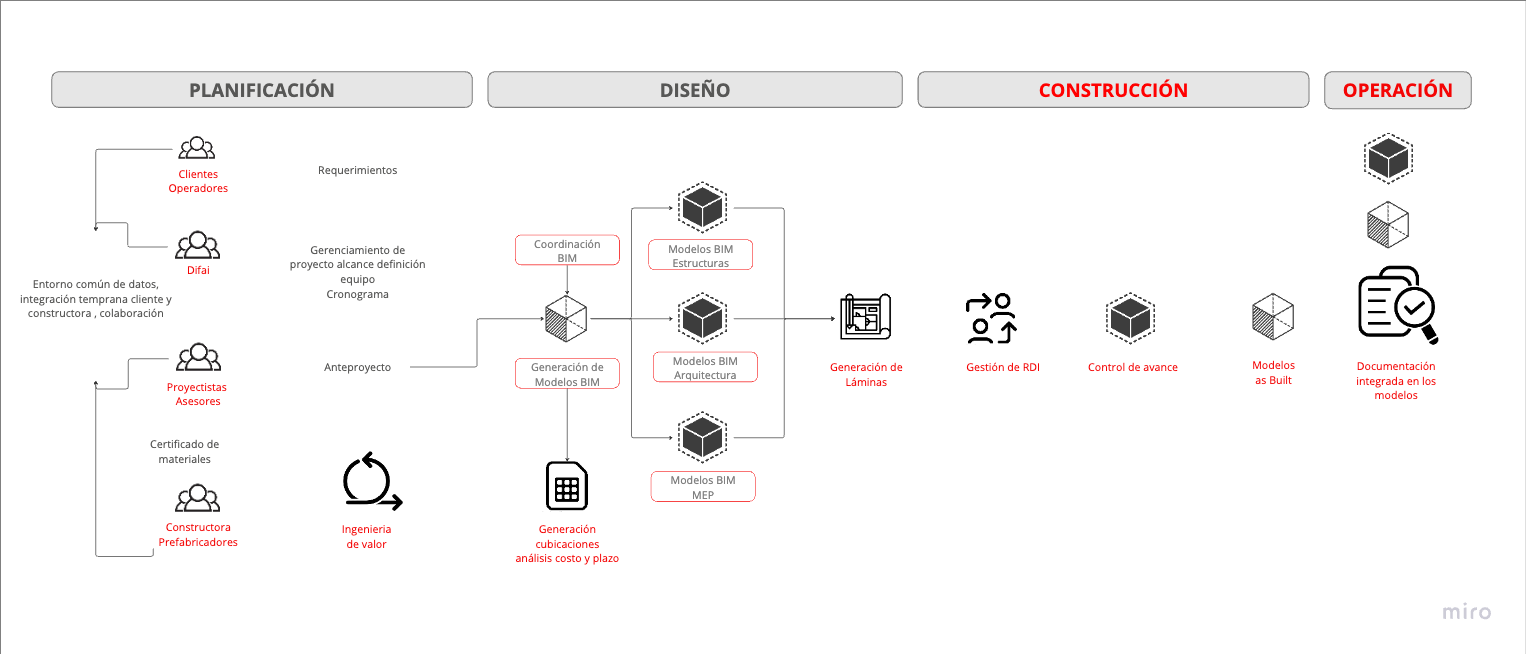 PLANIFICACIÓN
DISEÑO
CONSTRUCCIÓN
OPERACIÓN
Clientes
Operadores
Difai
Entorno común de datos,
integración temprana cliente y
constructora , colaboración
Proyectistas
Asesores
Certificado de
materiales
Constructora
Prefabricadores
Requerimientos
Gerenciamiento de
proyecto alcance definición
equipo
Cronograma
Anteproyecto
Ingenieria
de valor
Coordinación
BIM
Generación de
Modelos BIM
Generación
cubicaciones
análisis costo y plazo
Modelos BIM
Estructuras
Modelos BIM
Arquitectura
Modelos BIM
MEP
Generación de
Láminas
Gestión de RDI
Control de avance
Modelos
as Built
Documentación
integrada en los
modelos
miro